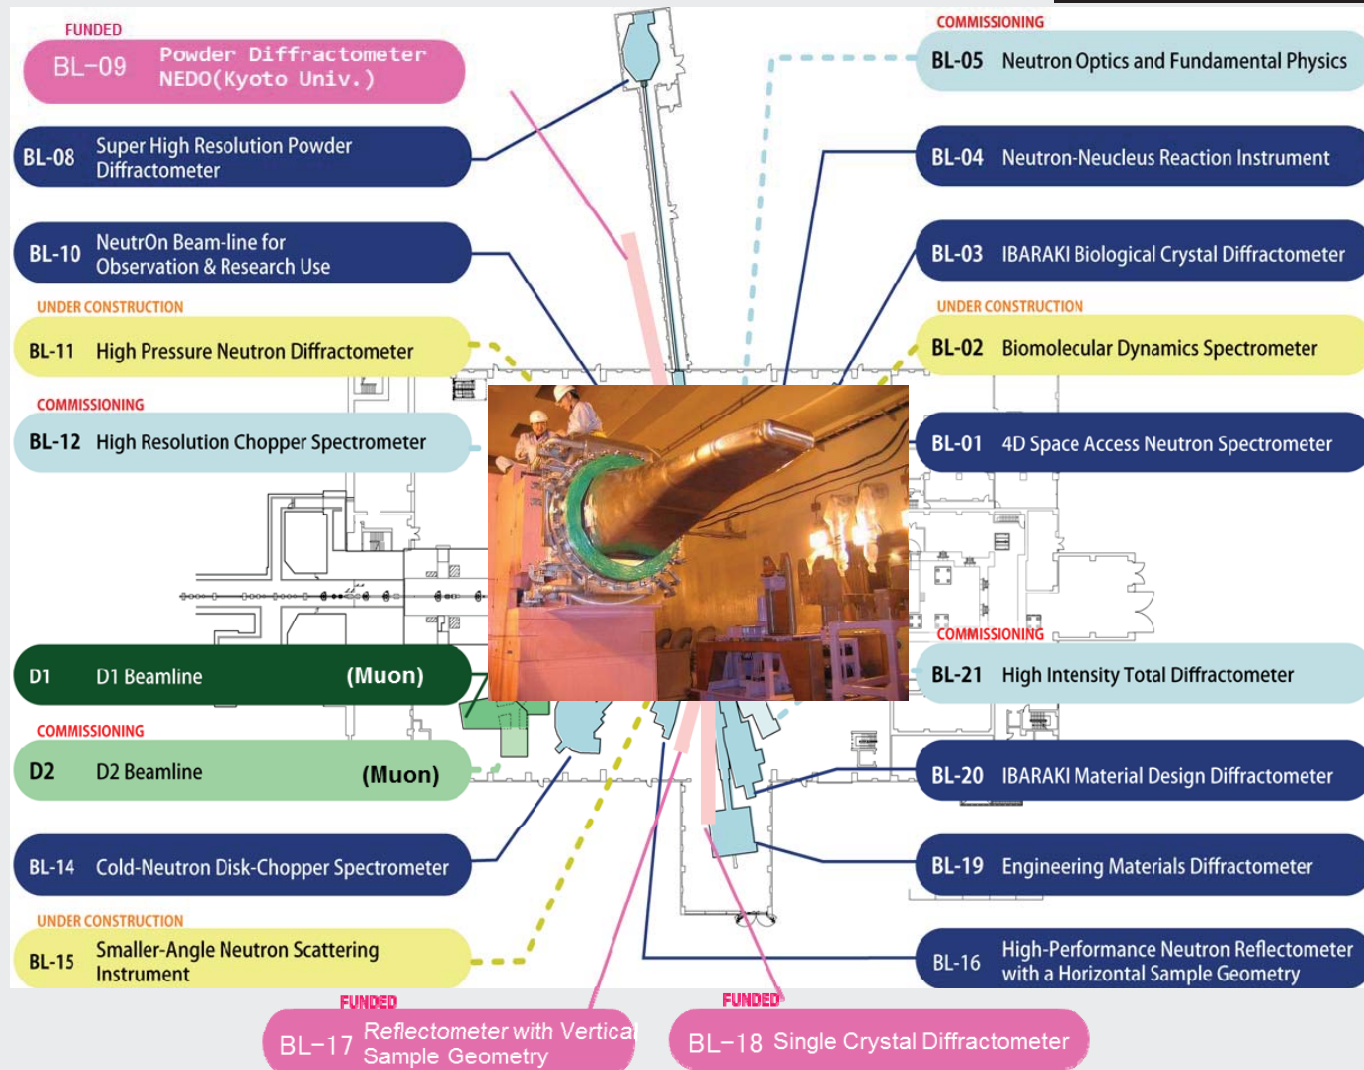 FUNDED
BL-09 Powder Diffractometer
NEDO(Kyoto Univ.)
BL-08 Super High Resolution Powder
Diffractometer
BL-10 NeutrOn Beam-line for
Observation & Research Use
UNDER CONSTRUCTION
BL-11 High Pressure Neutron Diffractometer
COMMISSIONING
BL-12 High Resolution Chopper Spectrometer
D1 D1 Beamline (Muon)
COMMISSIONING
D2 D2 Beamline (Muon)
BL-14 Cold-Neutron Disk-Chopper Spectrometer
UNDER CONSTRUCTION
BL-15 Smaller-Angle Neutron Scattering
Instrument
COMMISSIONING
BL-05 Neutron Optics and Fundamental Physics
BL-04 Neutron-Neucleus Reaction Instrument
BL-03 IBARAKI Biological Crystal Diffractometer
UNDER CONSTRUCTION
BL-02 Biomolecular Dynamics Spectrometer
BL-01 4D Space Access Neutron Spectrometer
COMMISSIONING
BL-21 High Intensity Total Diffractometer
BL-20 IBARAKI Material Design Diffractometer
BL-19 Engineering Materials Diffractometer
BL-16 High-Performance Neutron Reflectometer
with a Horizontal Sample Geometry
FUNDED
BL-17 Reflectometer with Vertical
Sample Geometry
FUNDED
BL-18 Single Crystal Diffractometer